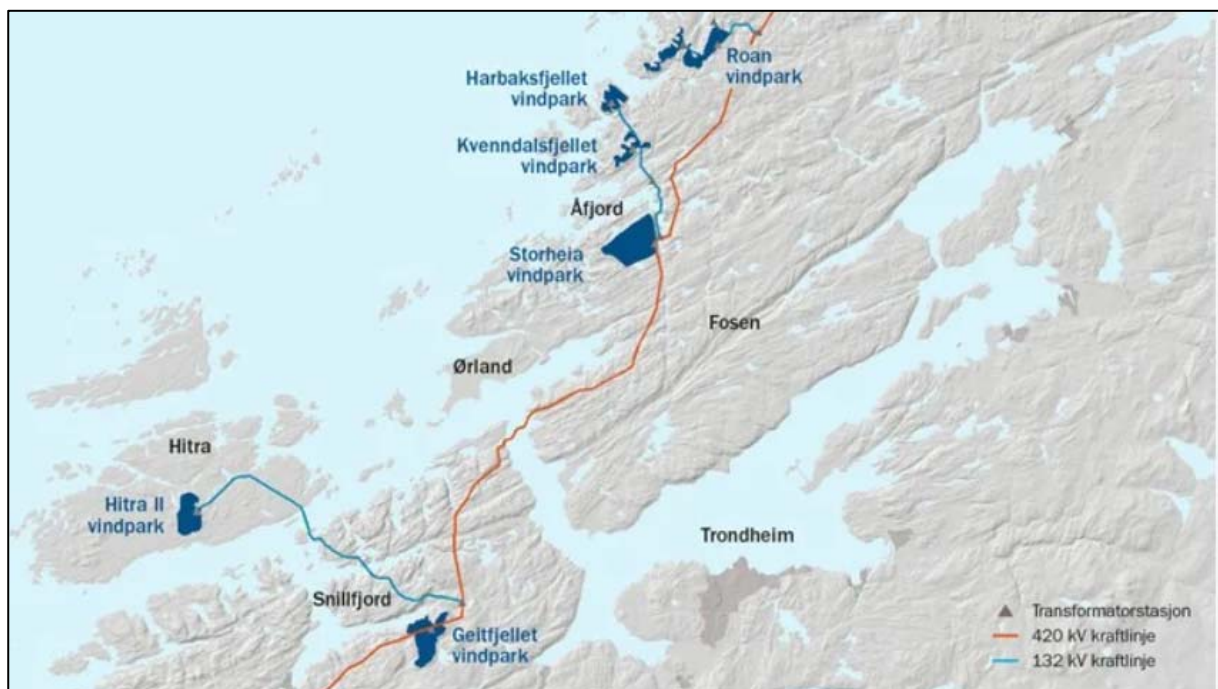 Roan
vindpark
Harbaksfjellet
vindpark
Kvenndalsfjellet
vindpark
Åfjord
Storheia
vindpark
Fosen
Ørland
Hitra
Hitra II
vindpark
Trondheim
Snillfjord
Geitfjellet
vindpark
Transformatorstasjon
420 kV kraftlinje
132 kV kraftlinje